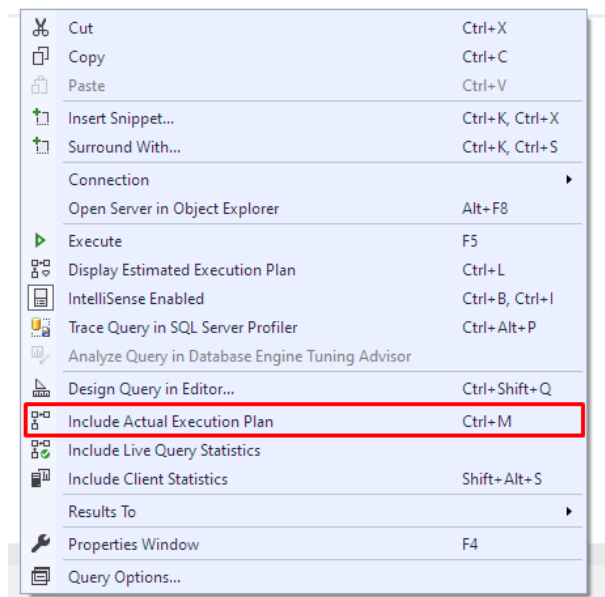 Cut Ctrl+X
Copy Ctrl+C
Paste Ctrl+V
Insert Snippet... Ctrl+K, Ctrl+X
Surround With... Ctrl+K, Ctrl+S
Connection
Open Server in Object Explorer Alt+F8
Execute F5
Display Estimated Execution Plan Ctrl+L
IntelliSense Enabled Ctrl+B, Ctrl+I
Trace Query in SQL Server Profiler Ctrl+Alt+P
Analyze Query in Database Engine Tuning Advisor
Design Query in Editor... Ctrl+Shift+Q
Include Actual Execution Plan Ctrl+M
Include Live Query Statistics
Include Client Statistics Shift+Alt+S
Results To
Properties Window F4
Query Options...